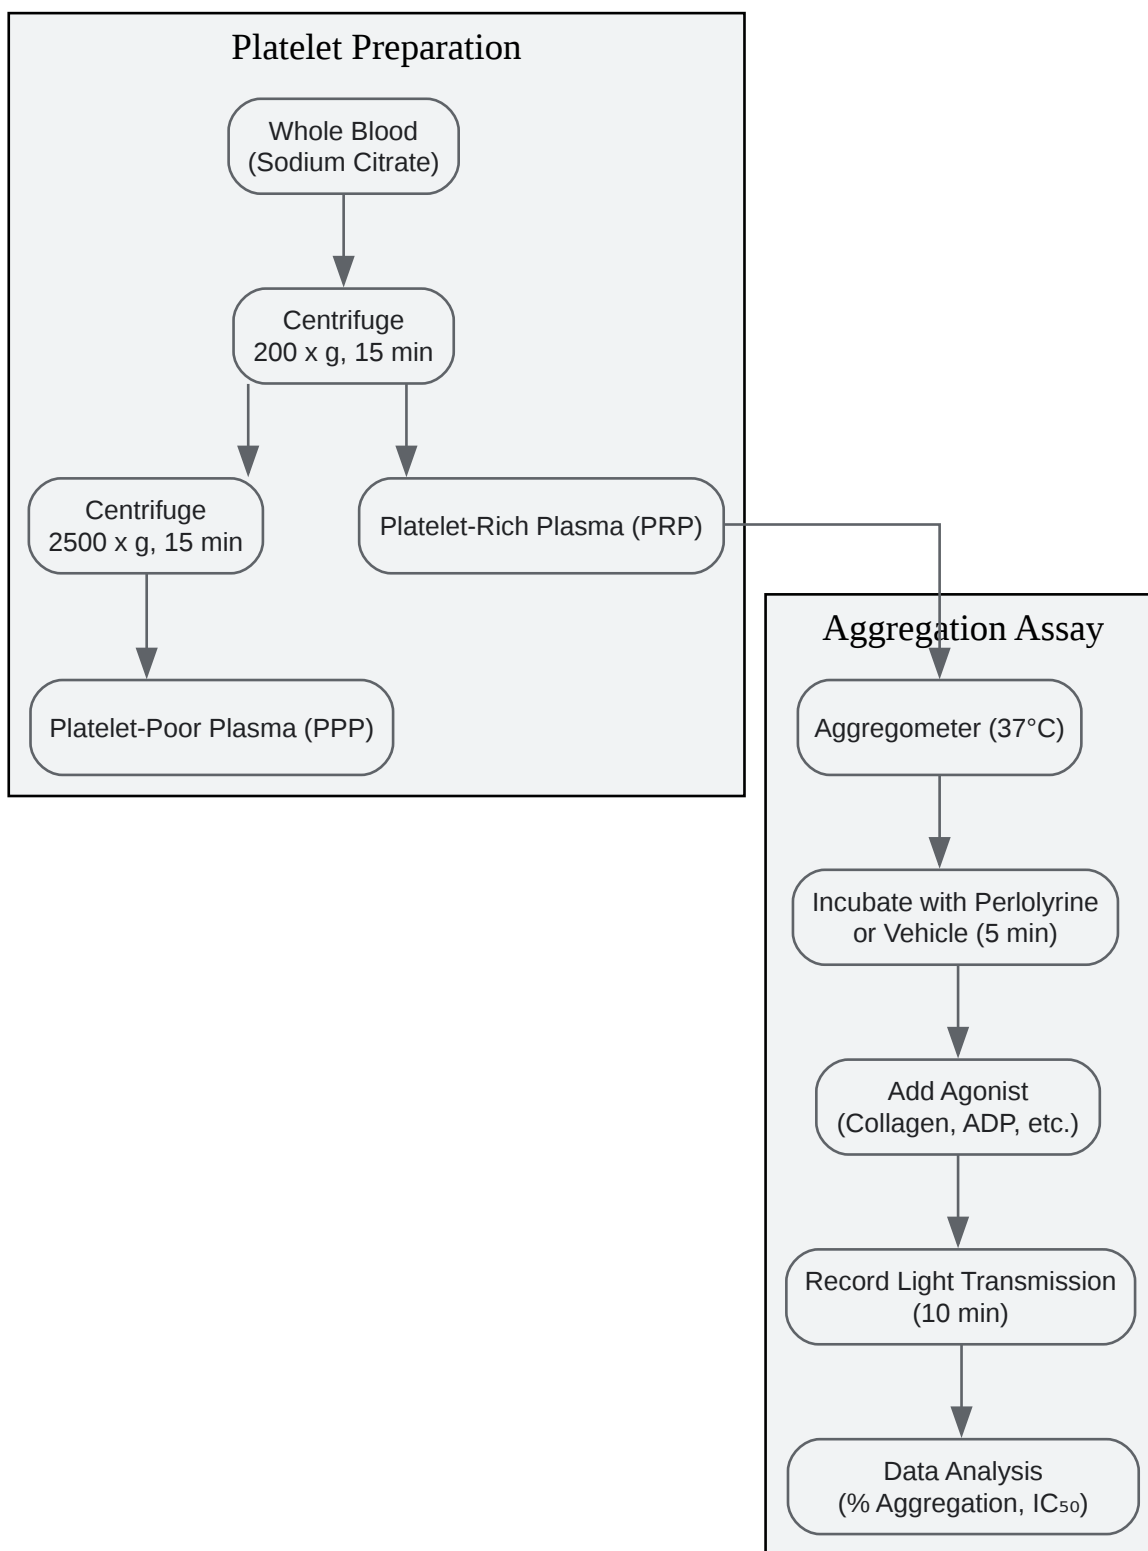 Platelet Preparation
Whole Blood
(Sodium Citrate)
Centrifuge
200 x g, 15 min
Centrifuge
2500 x g, 15 min
Platelet-Rich Plasma (PRP)
Platelet-Poor Plasma (PPP)
Aggregation Assay
Aggregometer (37°C)
Incubate with Perlolyrine
or Vehicle (5 min)
Add Agonist
(Collagen, ADP, etc.)
Record Light Transmission
(10 min)
Data Analysis
(% Aggregation, IC₅₀)